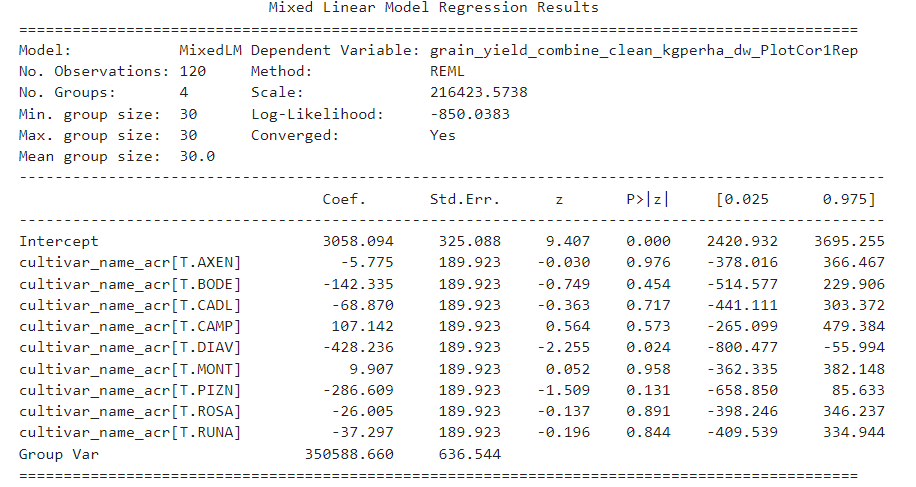 Mixed Linear Model Regression Results
================================================================================================
Model: MixedLM Dependent Variable: grain_yield_combine_clean_kgperha_dw_PlotCor1Rep
No. Observations: 120 Method: REML
No. Groups: 4 Scale: 216423.5738
Min. group size: 30 Log-Likelihood: -850.0383
Max. group size: 30 Converged: Yes
Mean group size: 30.0
---------------------------------------------------------------------------------------------------
Coef. Std.Err. z P>|z| [0.025 0.975]
---------------------------------------------------------------------------------------------------
Intercept 3058.094 325.088 9.407 0.000 2420.932 3695.255
cultivar_name_acr[T.AXEN] -5.775 189.923 -0.030 0.976 -378.016 366.467
cultivar_name_acr[T.BODE] -142.335 189.923 -0.749 0.454 -514.577 229.906
cultivar_name_acr[T.CADL] -68.870 189.923 -0.363 0.717 -441.111 303.372
cultivar_name_acr[T.CAMP] 107.142 189.923 0.564 0.573 -265.099 479.384
cultivar_name_acr[T.DIAV] -428.236 189.923 -2.255 0.024 -800.477 -55.994
cultivar_name_acr[T.MONT] 9.907 189.923 0.052 0.958 -362.335 382.148
cultivar_name_acr[T.PIZN] -286.609 189.923 -1.509 0.131 -658.850 85.633
cultivar_name_acr[T.ROSA] -26.005 189.923 -0.137 0.891 -398.246 346.237
cultivar_name_acr[T.RUNA] -37.297 189.923 -0.196 0.844 -409.539 334.944
Group Var 350588.660 636.544
================================================================================================